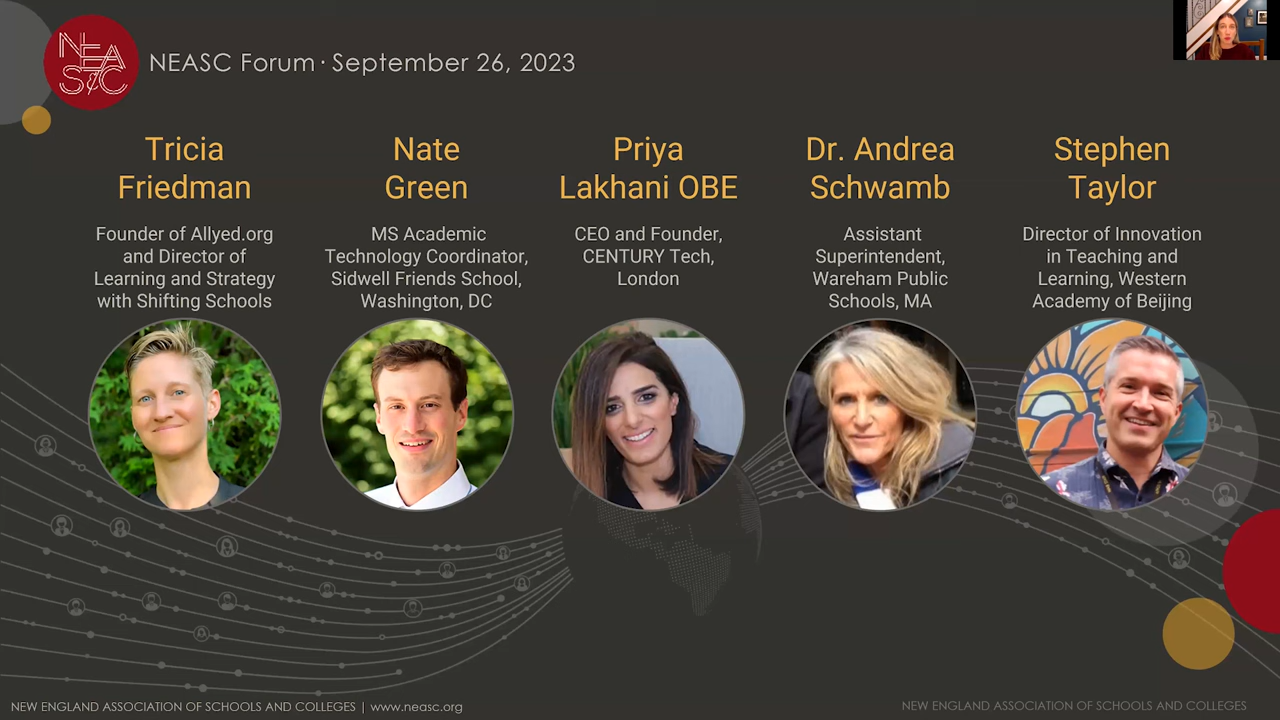 NEASC
NEASC Forum · September 26, 2023
Tricia
Friedman
Founder of Allyed.org
and Director of
Learning and Strategy
with Shifting Schools
Nate
Green
MS Academic
Technology Coordinator,
Sidwell Friends School,
Washington, DC
Priya
Lakhani OBE
CEO and Founder,
CENTURY Tech,
London
Dr. Andrea
Schwamb
Assistant
Superintendent,
Wareham Public
Schools, MA
Stephen
Taylor
Director of Innovation
in Teaching and
Learning, Western
Academy of Beijing
NEW ENGLAND ASSOCIATION OF SCHOOLS AND COLLEGES | www.neasc.org
NEW ENGLAND ASSOCIATION OF SCHOOLS AND COLLEGES